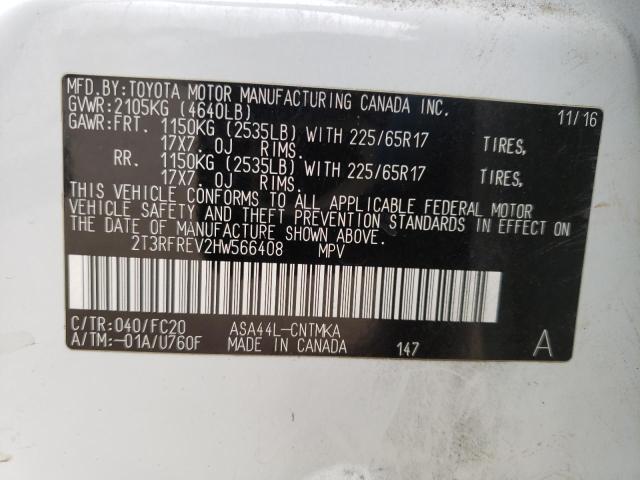 MFD.BY:TOYOTA MOTOR MANUFACTURING CANADA INC. 11/16
GVWR:2105KG (4640LB)
GAWR:FRT. 1150KG (2535LB) WITH 225/65R17 TIRES,
17X7.0J RIMS.
RR. 1150KG (2535LB) WITH 225/65R17 TIRES,
17X7.0J RIMS.
THIS VEHICLE CONFORMS TO ALL APPLICABLE FEDERAL MOTOR
VEHICLE SAFETY AND THEFT PREVENTION STANDARDS IN EFFECT ON
THE DATE OF MANUFACTURE SHOWN ABOVE.
2T3RFREV2HW566408 MPV
C/TR:040/FC20 ASA44L-CNTMKA
A/TM:-01A/U760F MADE IN CANADA 147 A